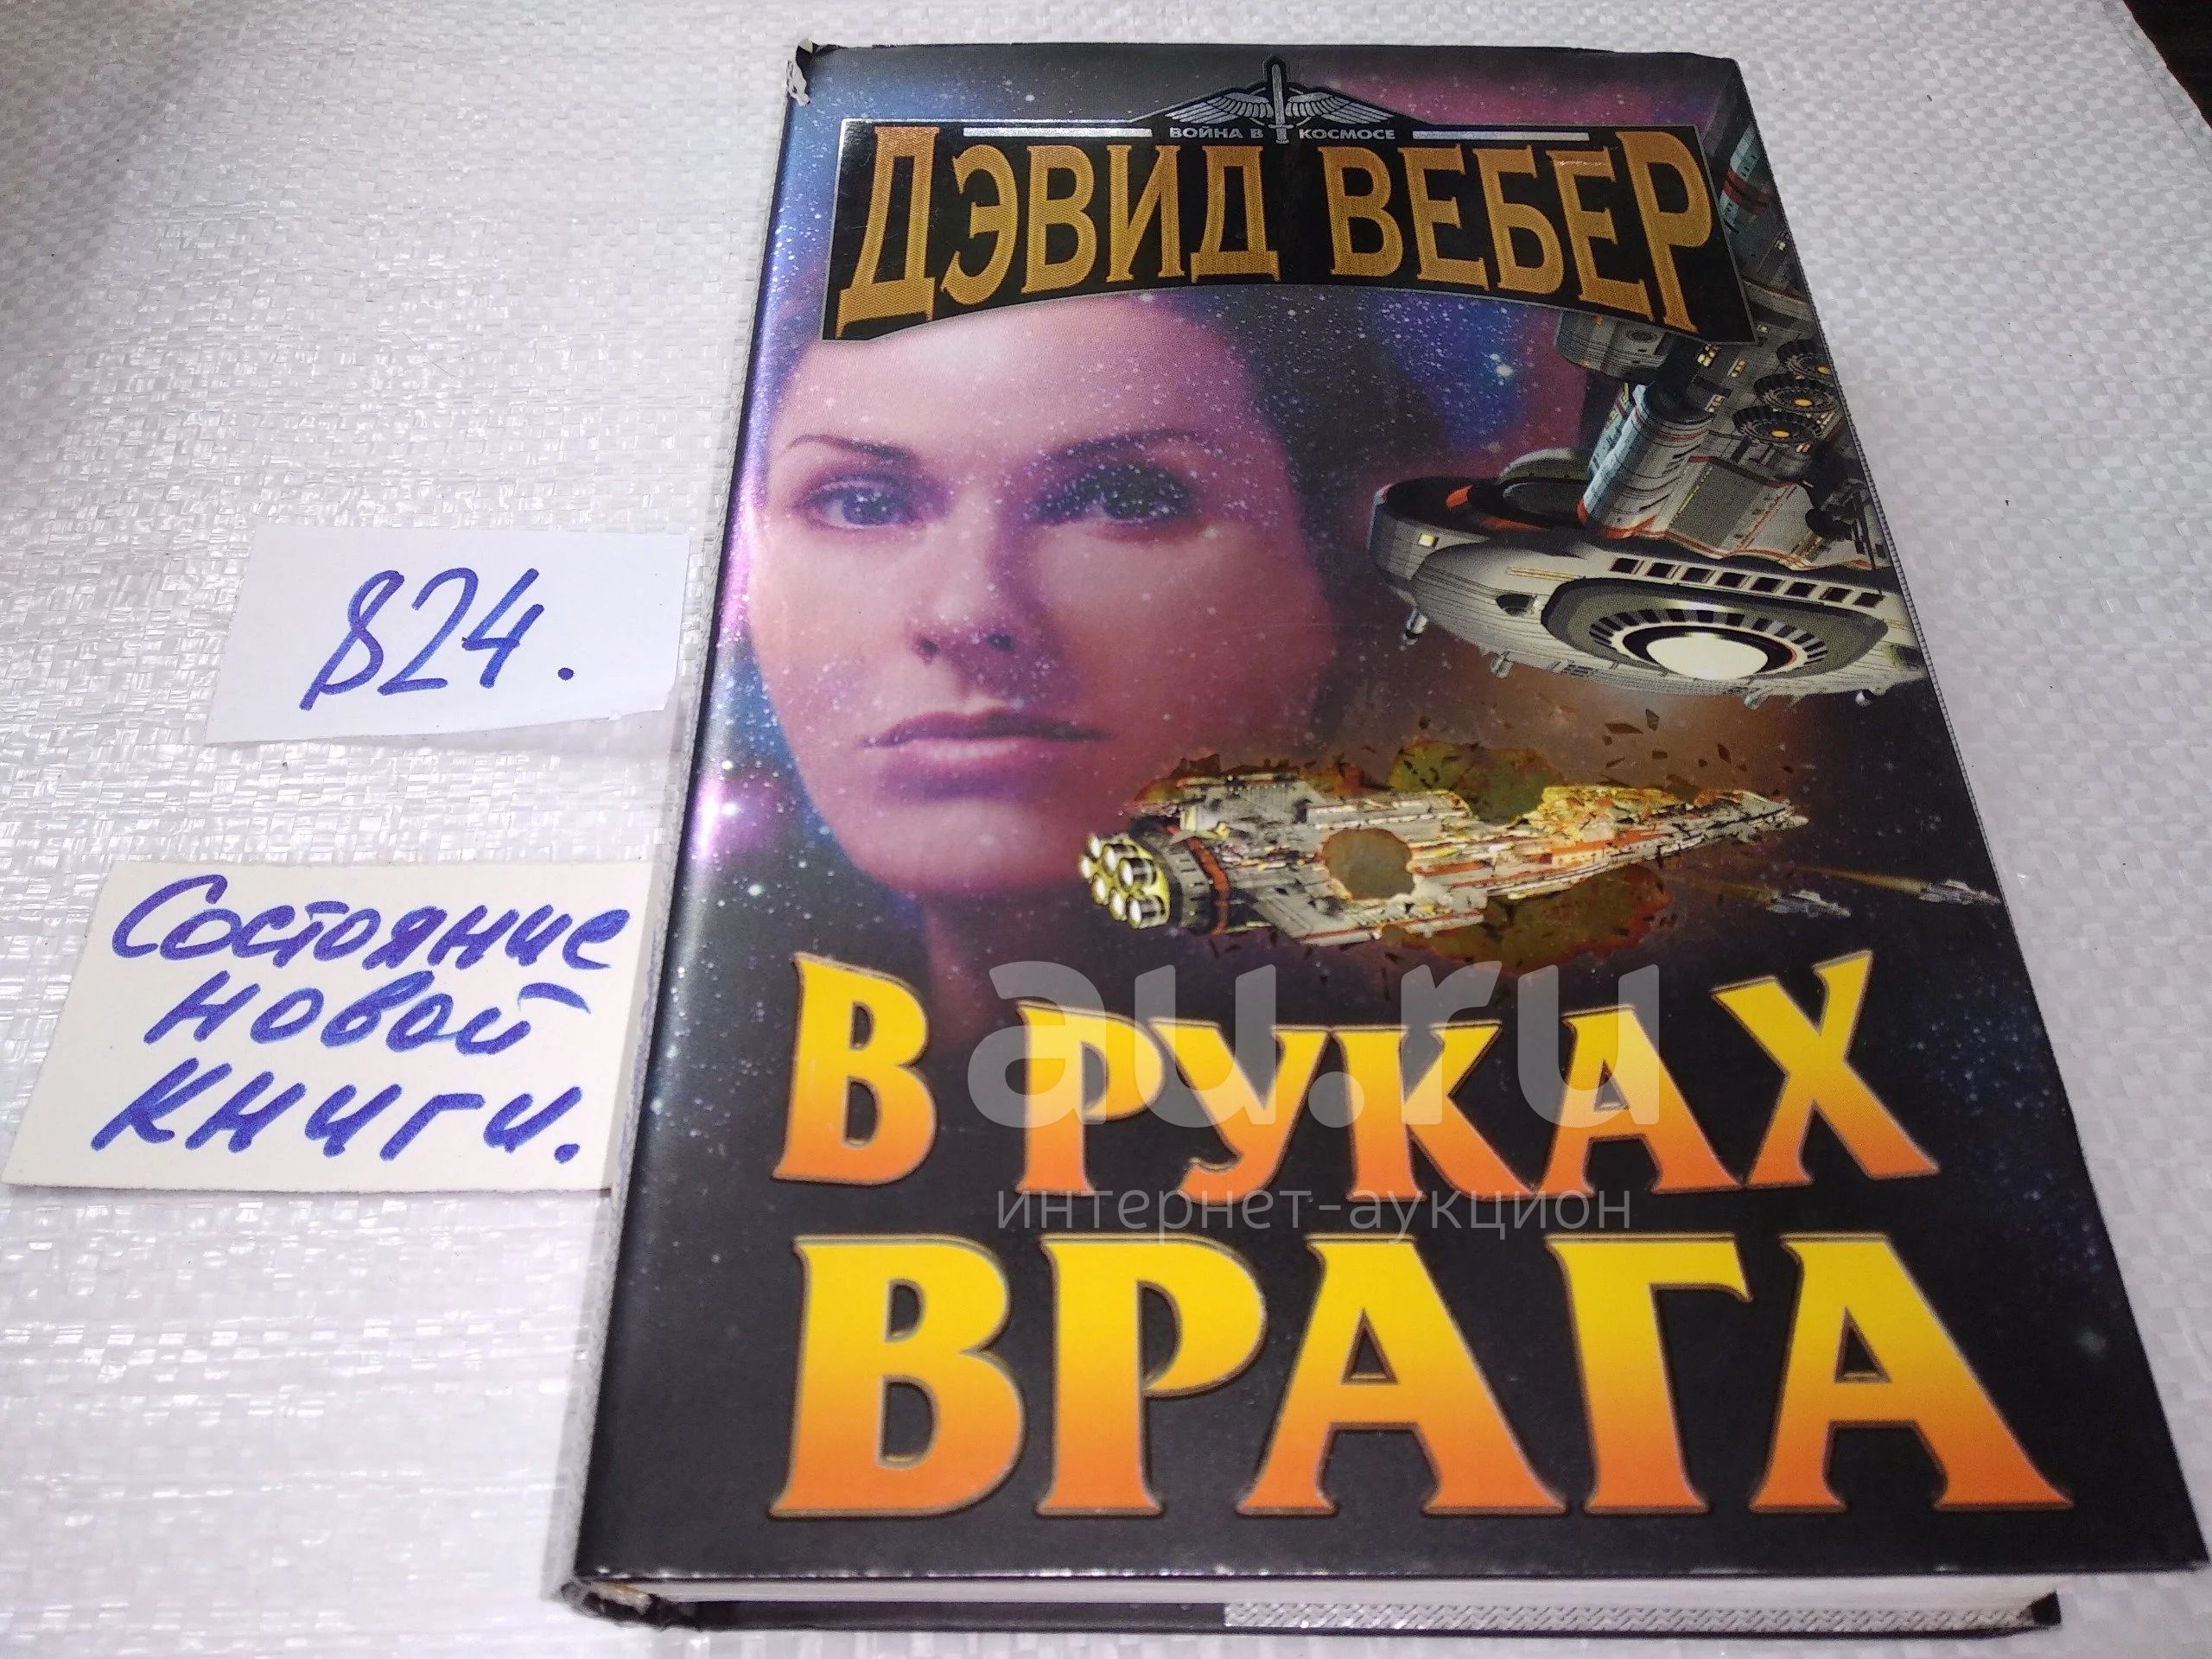 ВОЙНА В КОСМОСЕ
ДЭВИД ВЕБЕР
824.
Состояние
новой
книги.
В РУКАХ
ВРАГА
au.ru
интернет-аукцион